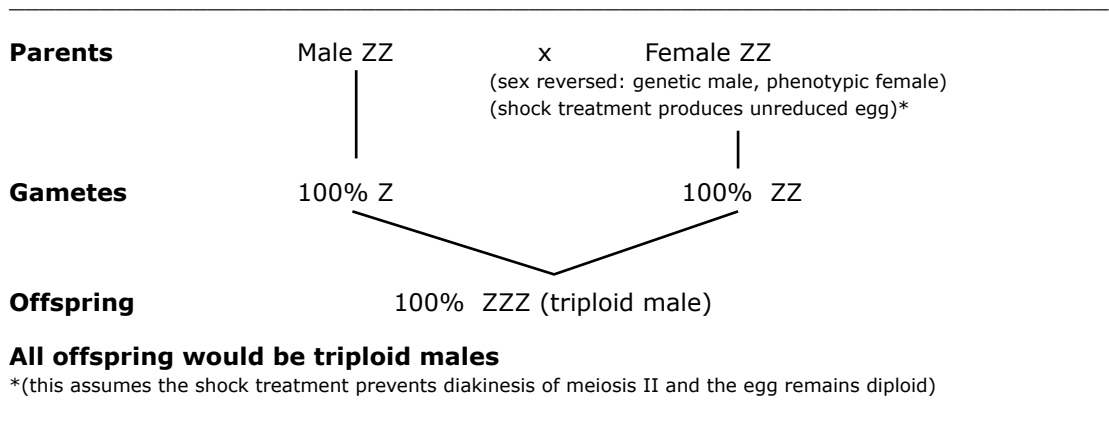 Parents Male ZZ x Female ZZ
(sex reversed: genetic male, phenotypic female)
(shock treatment produces unreduced egg)*
Gametes 100% Z 100% ZZ
Offspring 100% ZZZ (triploid male)
All offspring would be triploid males
*(this assumes the shock treatment prevents diakinesis of meiosis II and the egg remains diploid)